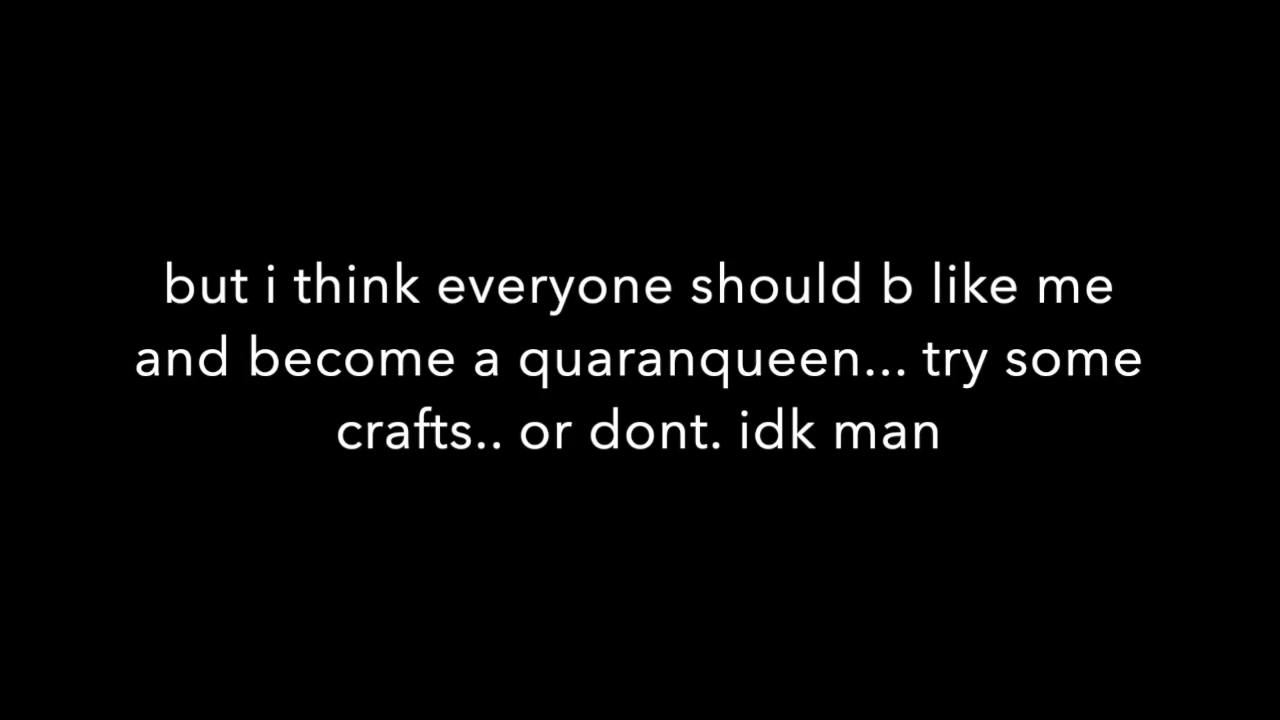 but i think everyone should b like me
and become a quaranqueen... try some
crafts.. or dont. idk man